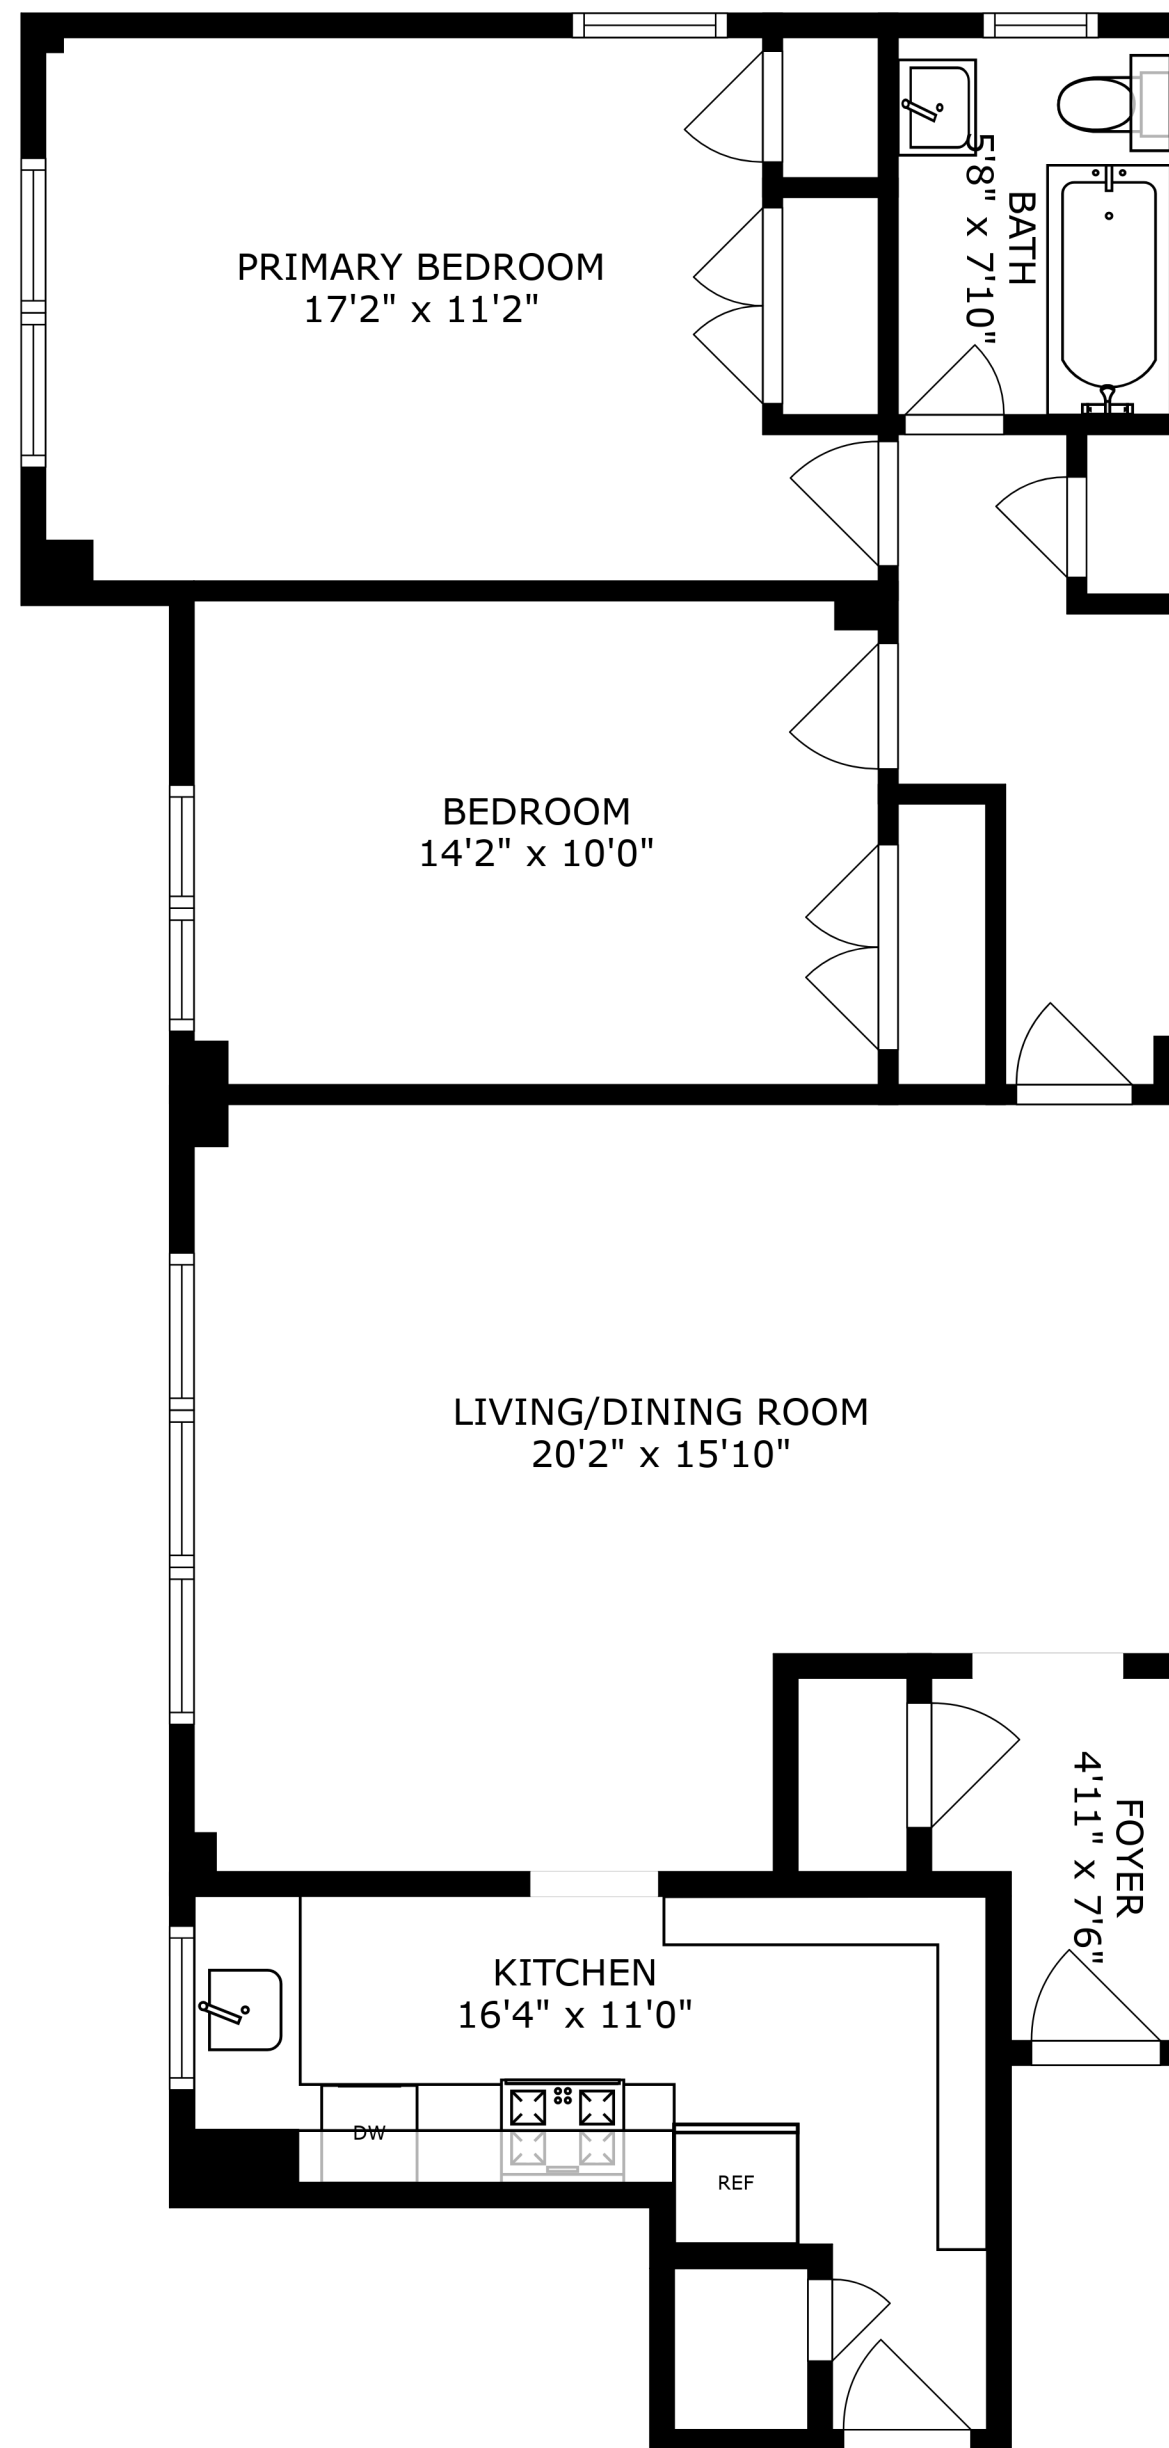 PRIMARY BEDROOM
17'2" x 11'2"
BATH
5'8" x 7'10"
BEDROOM
14'2" x 10'0"
LIVING/DINING ROOM
20'2" x 15'10"
FOYER
4'11" x 7'6"
KITCHEN
16'4" x 11'0"
DW
REF